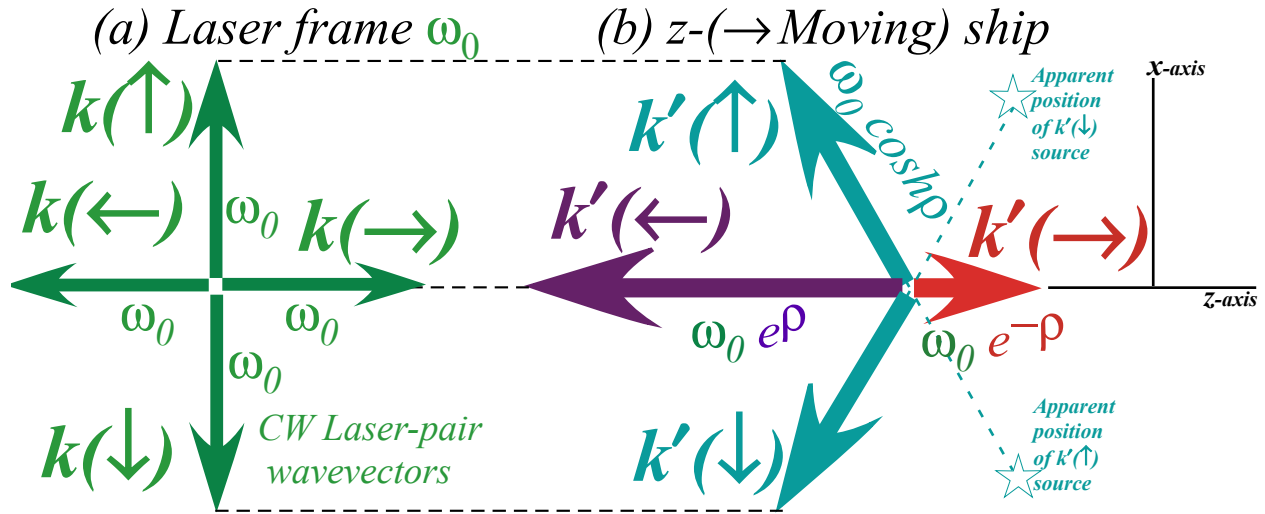 (a) Laser frame ω₀
(b) z-(→Moving) ship
k(↑)
k(←)
ω₀
k(→)
ω₀
ω₀
ω₀
k(↓)
CW Laser-pair
wavevectors
k′(↑)
ω₀ coshρ
k′(←)
k′(→)
ω₀ e^ρ
ω₀ e^−ρ
k′(↓)
Apparent
position
of k′(↓)
source
x-axis
z-axis
Apparent
position
of k′(↑)
source